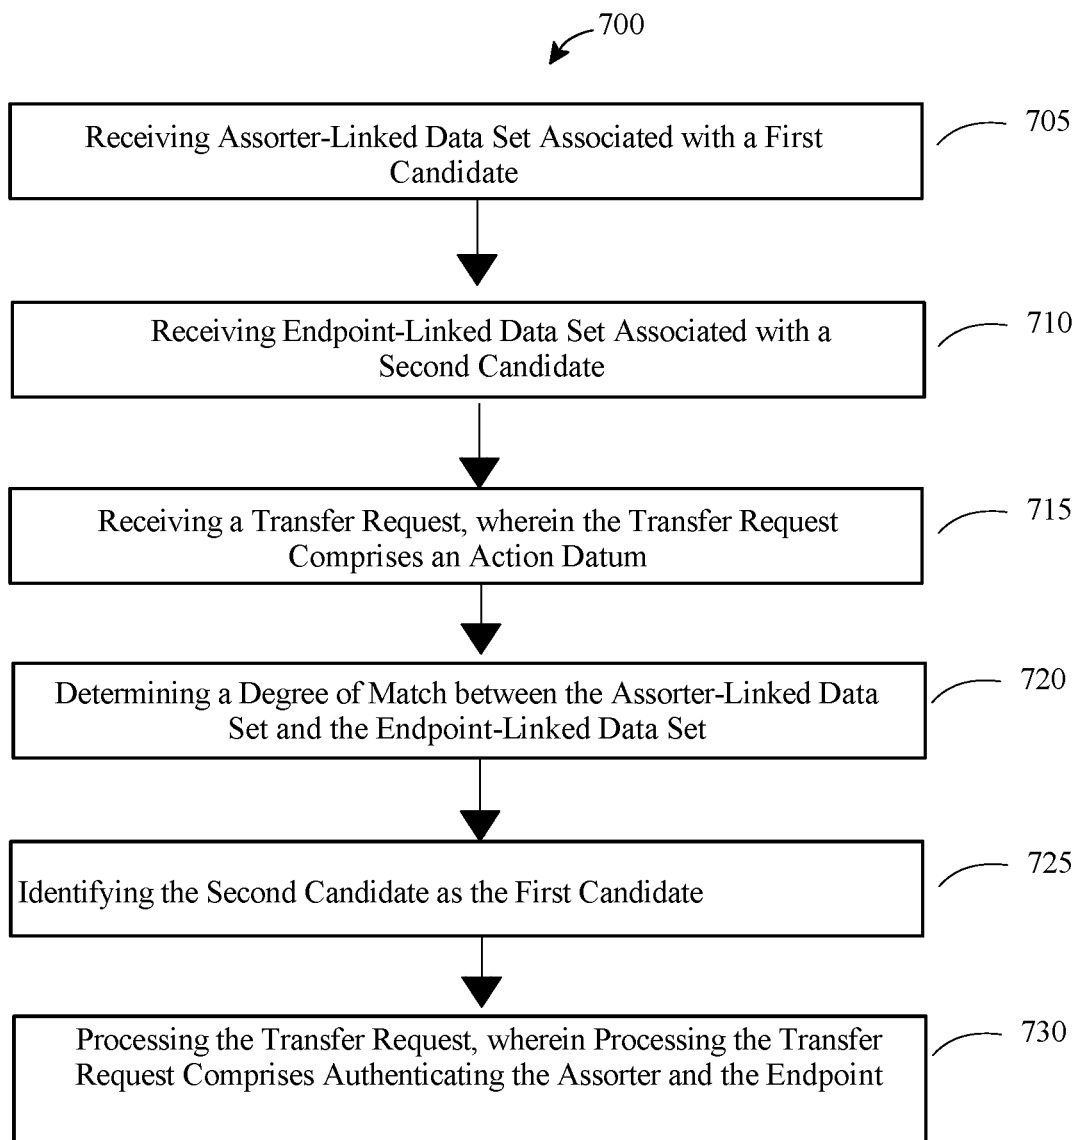 700
Receiving Assorter-Linked Data Set Associated with a First
Candidate
705
Receiving Endpoint-Linked Data Set Associated with a
Second Candidate
710
Receiving a Transfer Request, wherein the Transfer Request
Comprises an Action Datum
715
Determining a Degree of Match between the Assorter-Linked Data
Set and the Endpoint-Linked Data Set
720
Identifying the Second Candidate as the First Candidate
725
Processing the Transfer Request, wherein Processing the Transfer
Request Comprises Authenticating the Assorter and the Endpoint
730